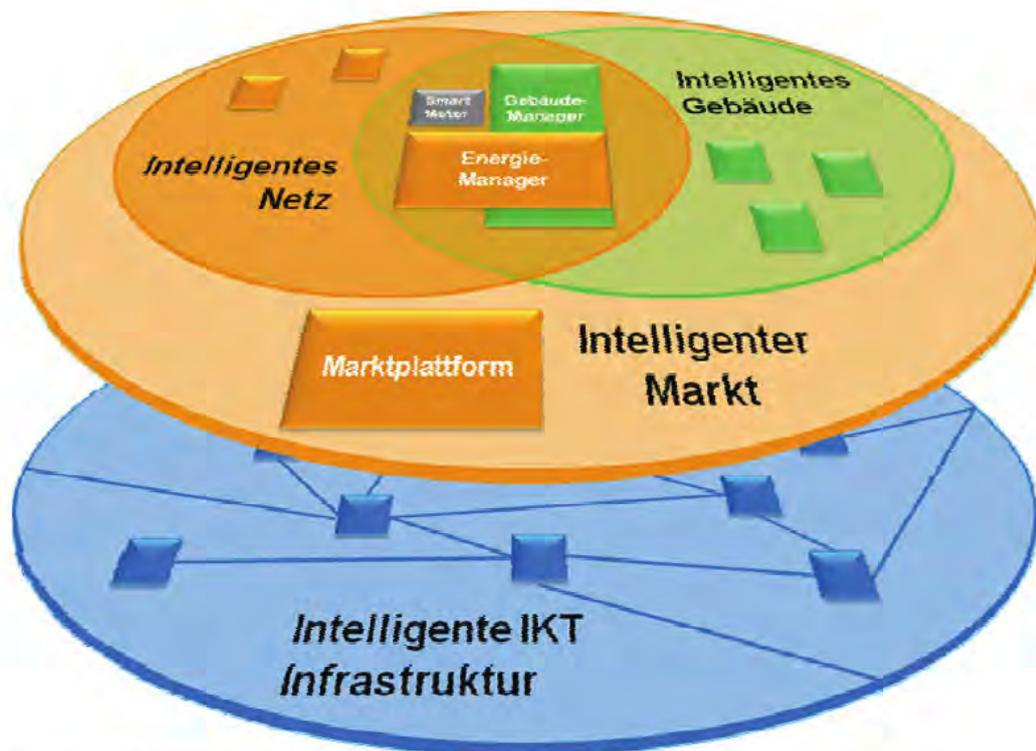 Smart
Meter
Gebäude-
Manager
Energie-
Manager
Intelligentes
Netz
Intelligentes
Gebäude
Marktplattform
Intelligenter
Markt
Intelligente IKT
Infrastruktur